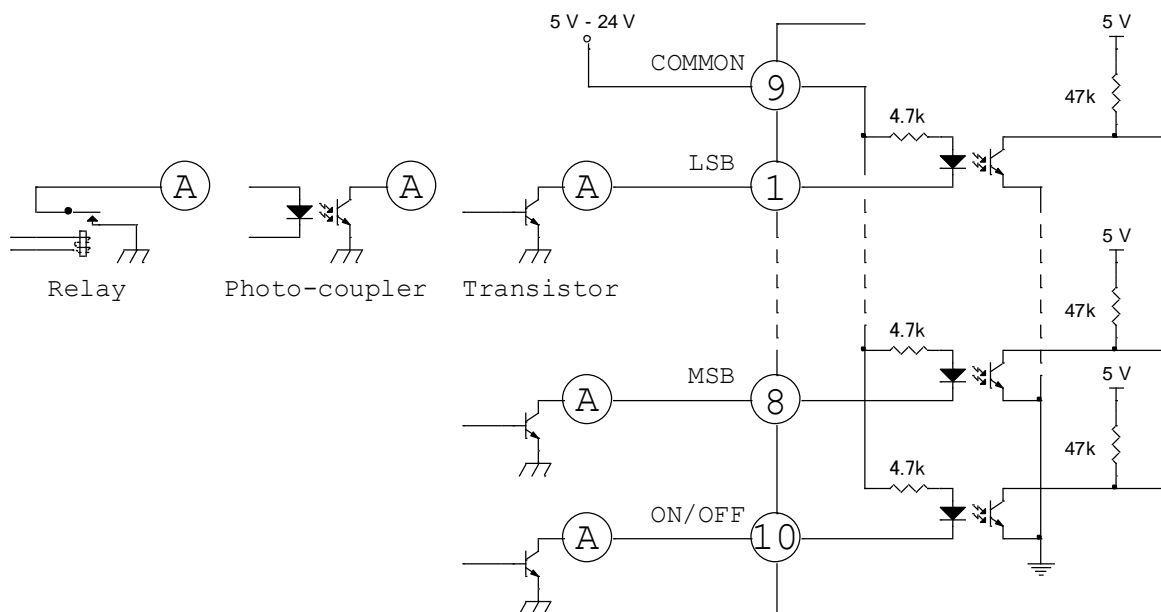 5 V - 24 V
5 V
COMMON
9
47k
4.7k
LSB
A
A
A
1
5 V
Relay
Photo-coupler
Transistor
47k
4.7k
MSB
5 V
A
8
47k
4.7k
ON/OFF
A
10